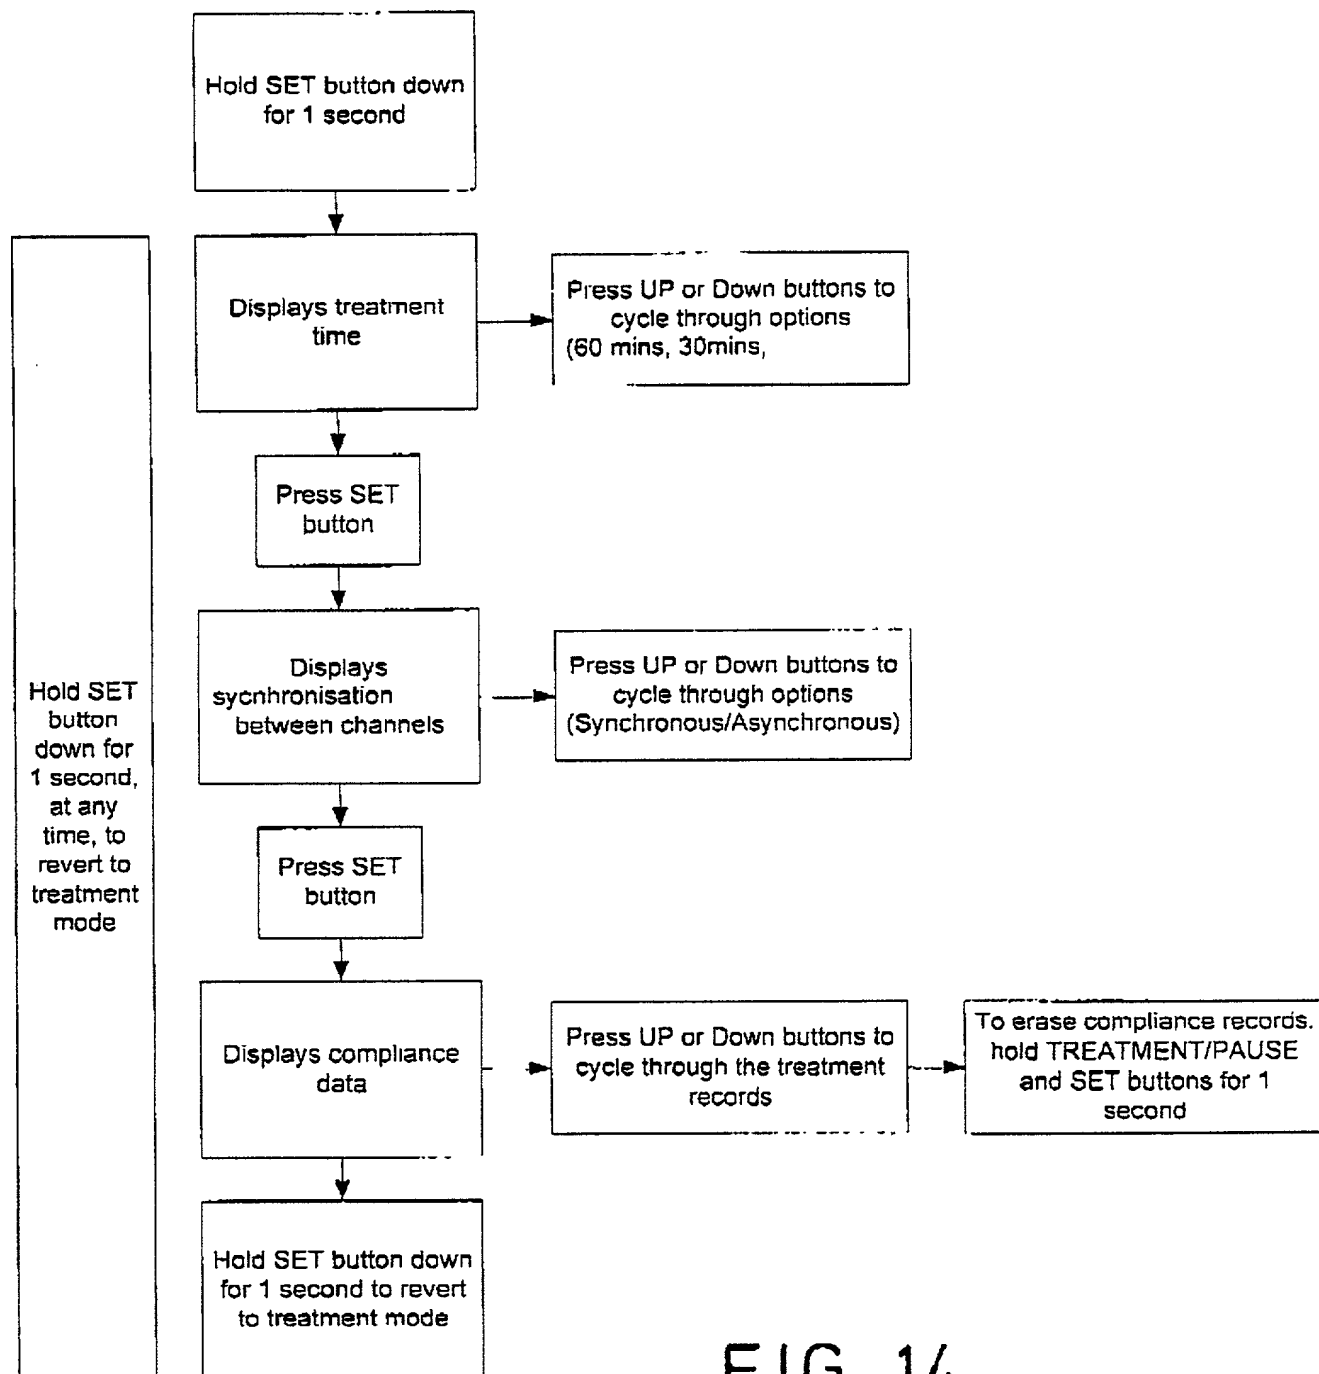 Hold SET button down
for 1 second
Displays treatment
time
Press UP or Down buttons to
cycle through options
(60 mins, 30mins,
Press SET
button
Displays
sycnhronisation
between channels
Press UP or Down buttons to
cycle through options
(Synchronous/Asynchronous)
Hold SET
button
down for
1 second,
at any
time, to
revert to
treatment
mode
Press SET
button
Displays compliance
data
Press UP or Down buttons to
cycle through the treatment
records
To erase compliance records.
hold TREATMENT/PAUSE
and SET buttons for 1
second
Hold SET button down
for 1 second to revert
to treatment mode
FIG. 14